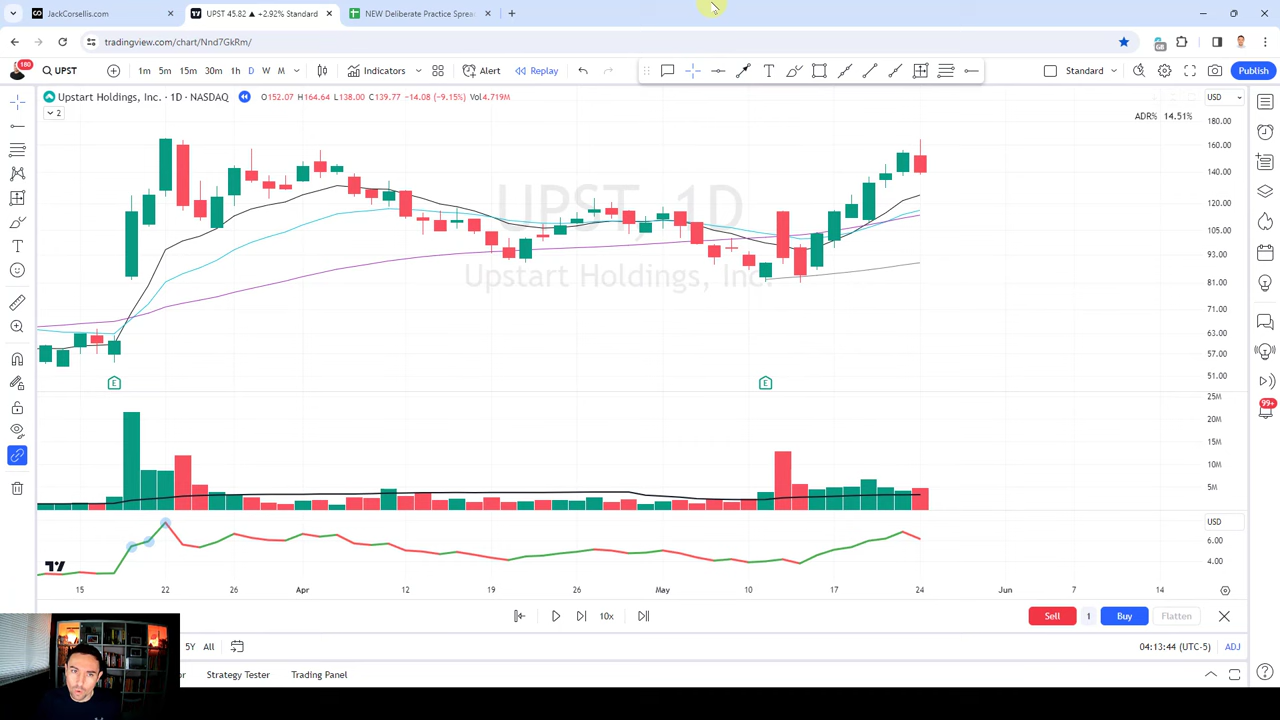 JackCorsellis.com
UPST 45.82 ▲ +2.92% Standard
NEW Deliberate Practice Sprea
tradingview.com/chart/Nnd7GkRm/
180
UPST
1m 5m 15m 30m 1h D W M
Indicators
Alert
Replay
Standard
Publish
Upstart Holdings, Inc. · 1D · NASDAQ
O152.07 H164.64 L138.00 C139.77 −14.08 (−9.15%) Vol4.719M
USD
2
ADR% 14.51%
180.00
160.00
140.00
120.00
105.00
93.00
81.00
71.00
63.00
57.00
51.00
UPST, 1D
Upstart Holdings, Inc.
E
E
25M
20M
15M
10M
5M
USD
6.00
4.00
99+
15 22 26 Apr 12 19 26 May 10 17 24 Jun 7 14
10x
Sell 1 Buy Flatten
5Y All
04:13:44 (UTC-5) ADJ
or Strategy Tester Trading Panel